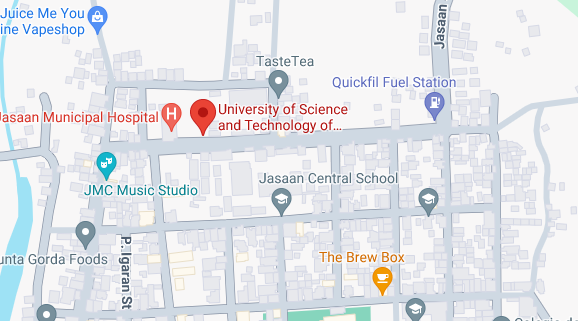 Juice Me You
ine Vapeshop
Jasaan
TasteTea
Quickfil Fuel Station
Jasaan Municipal Hospital
University of Science
and Technology of...
JMC Music Studio
Jasaan Central School
P. Igaran St
unta Gorda Foods
The Brew Box